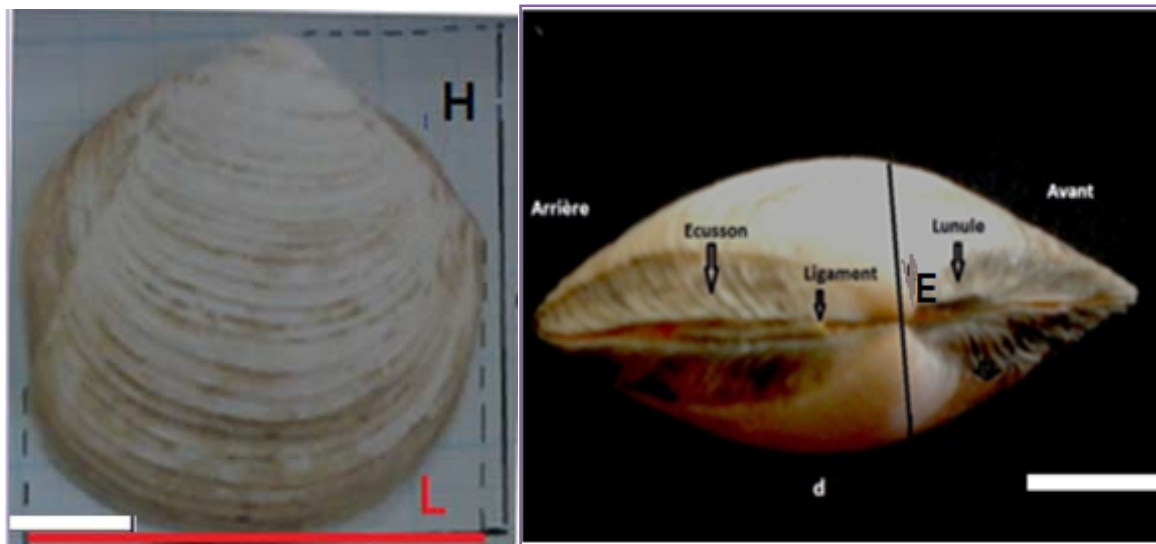 H
L
Arrière
Avant
Ecusson
Lunule
Ligament
E
d